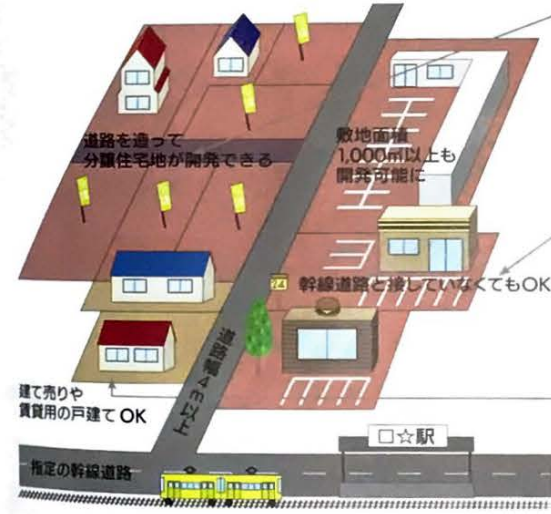 道路を造って
分譲住宅地が開発できる
敷地面積
1,000㎡以上も
開発可能に
24
幹線道路と接していなくてもOK
道路幅4m以上
建て売りや
賃貸用の戸建て OK
□☆駅
指定の幹線道路